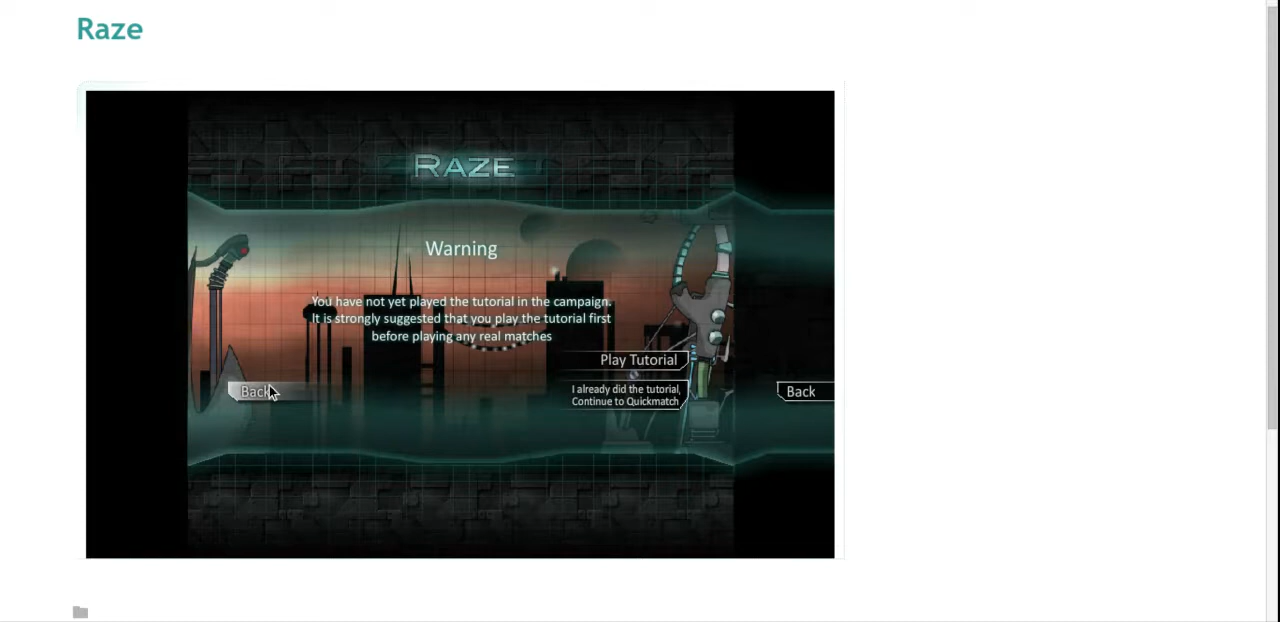 Raze
RAZE
Warning
You have not yet played the tutorial in the campaign.
It is strongly suggested that you play the tutorial first
before playing any real matches
Play Tutorial
I already did the tutorial,
Continue to Quickmatch
Back
Back